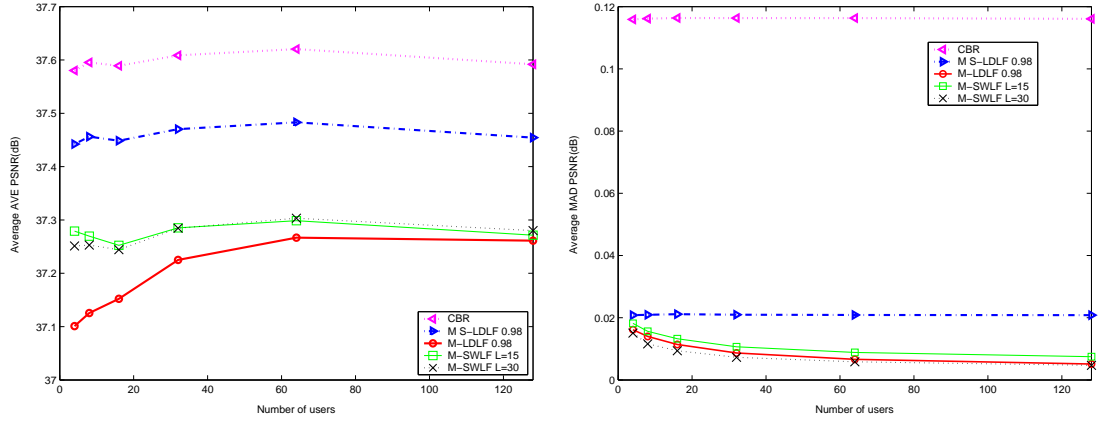 37.7
37.6
37.5
37.4
37.3
37.2
37.1
37
0 20 40 60 80 100 120
Average AVE PSNR(dB)
Number of users
CBR
M S-LDLF 0.98
M-LDLF 0.98
M-SWLF L=15
M-SWLF L=30
0.12
0.1
0.08
0.06
0.04
0.02
0
0 20 40 60 80 100 120
Average MAD PSNR(dB)
Number of users
CBR
M S-LDLF 0.98
M-LDLF 0.98
M-SWLF L=15
M-SWLF L=30